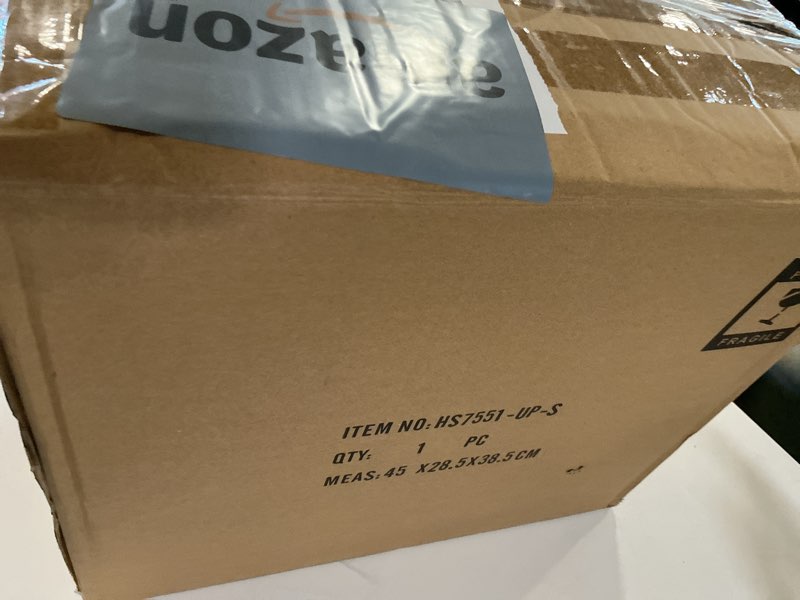 amazon
FRAGILE
ITEM NO: HS7551-UP-S
QTY: 1 PC
MEAS: 45 X28.5X38.5CM